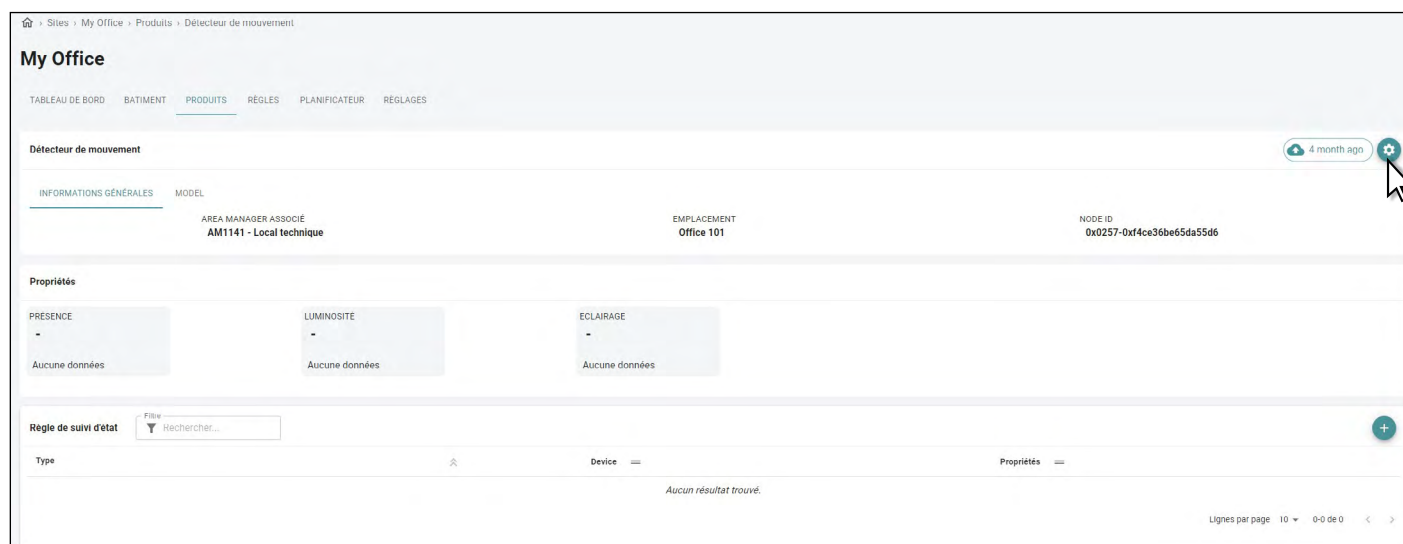 Sites › My Office › Produits › Détecteur de mouvement
My Office
TABLEAU DE BORD BATIMENT PRODUITS RÈGLES PLANIFICATEUR RÉGLAGES
Détecteur de mouvement 4 month ago
INFORMATIONS GÉNÉRALES MODEL
AREA MANAGER ASSOCIÉ EMPLACEMENT NODE ID
AM1141 - Local technique Office 101 0x0257-0xf4ce36be65da55d6
Propriétés
PRÉSENCE LUMINOSITÉ ECLAIRAGE
- - -
Aucune données Aucune données Aucune données
Filtre
Règle de suivi d'état Rechercher...
Type Device Propriétés
Aucun résultat trouvé.
Lignes par page 10 0-0 de 0